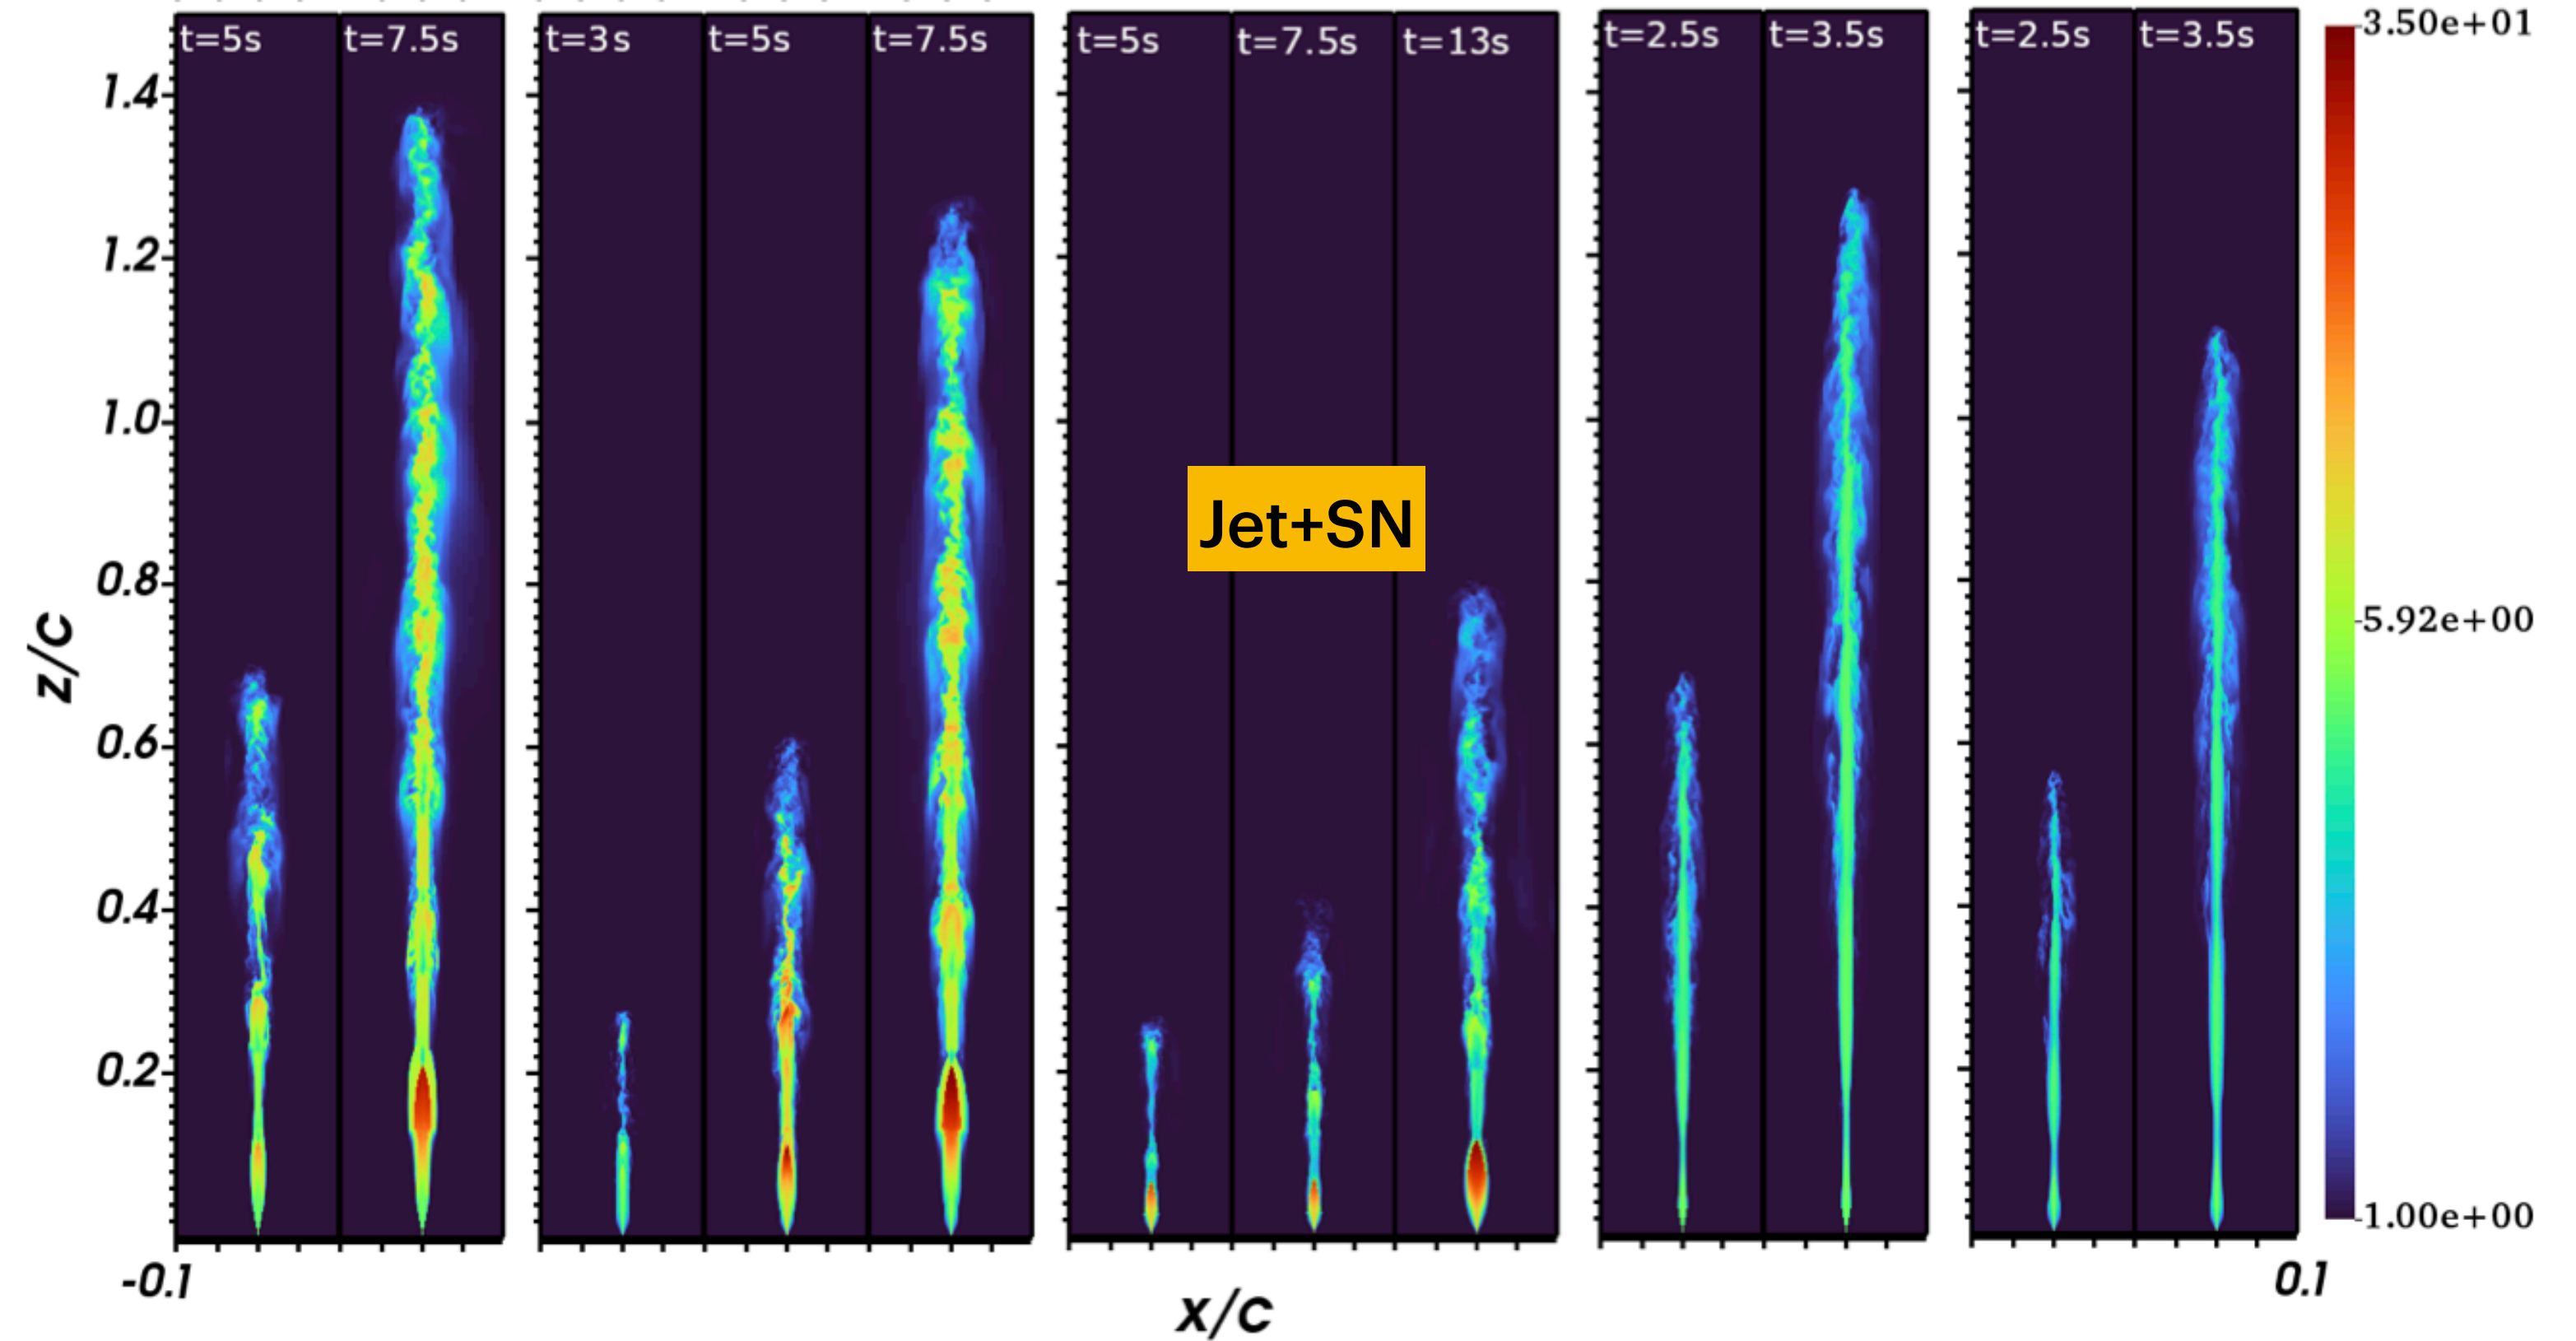 t=5s
t=7.5s
t=3s
t=5s
t=7.5s
t=5s
t=7.5s
t=13s
t=2.5s
t=3.5s
t=2.5s
t=3.5s
3.50e+01
5.92e+00
1.00e+00
1.4
1.2
1.0
0.8
0.6
0.4
0.2
z/c
Jet+SN
-0.1
x/c
0.1